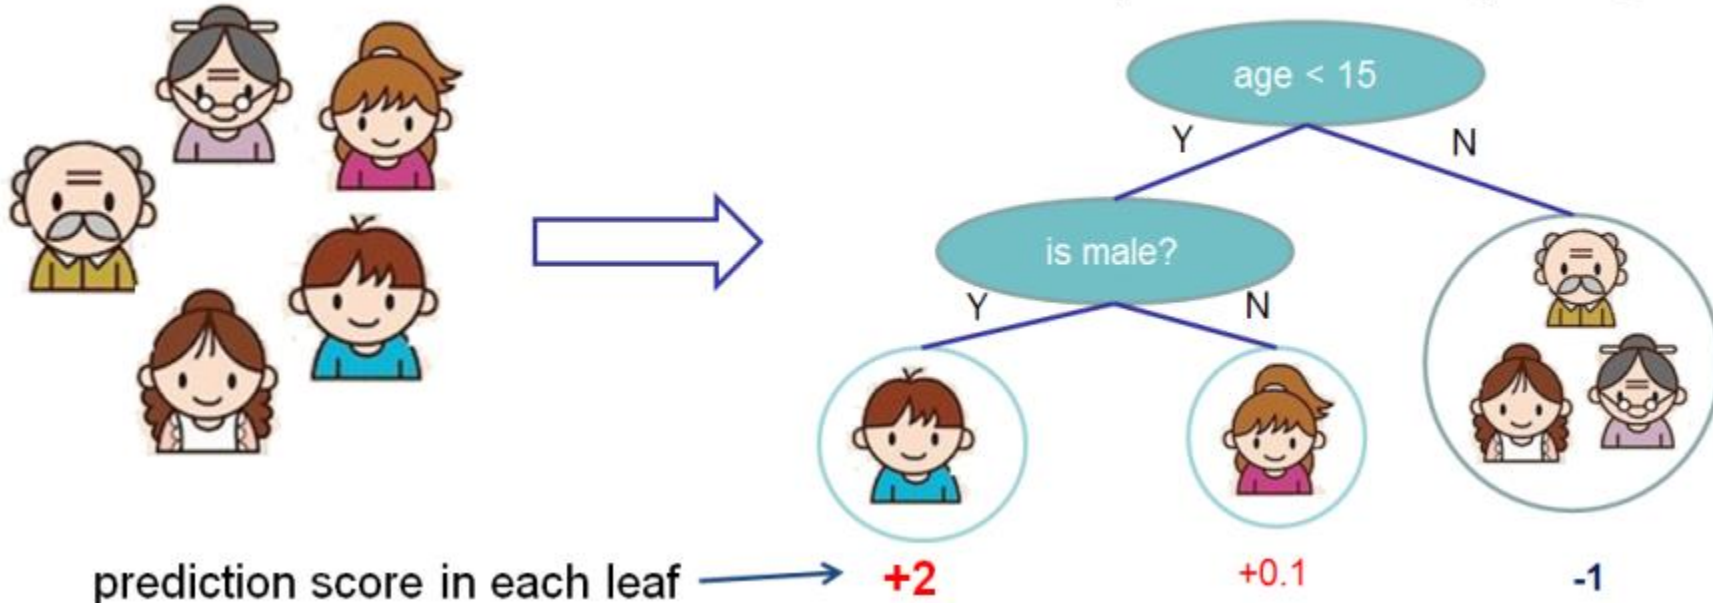 age < 15
Y
N
is male?
Y
N
prediction score in each leaf
+2
+0.1
-1